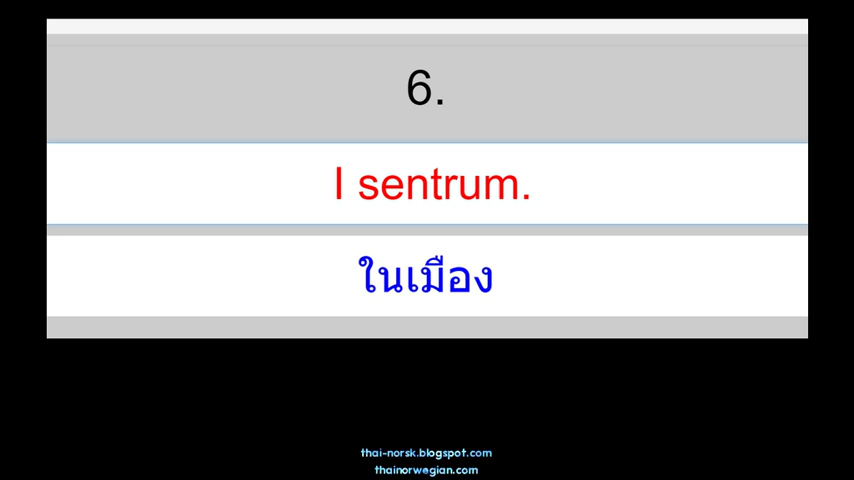 6.
I sentrum.
ในเมือง
thai-norsk.blogspot.com
thainorwegian.com